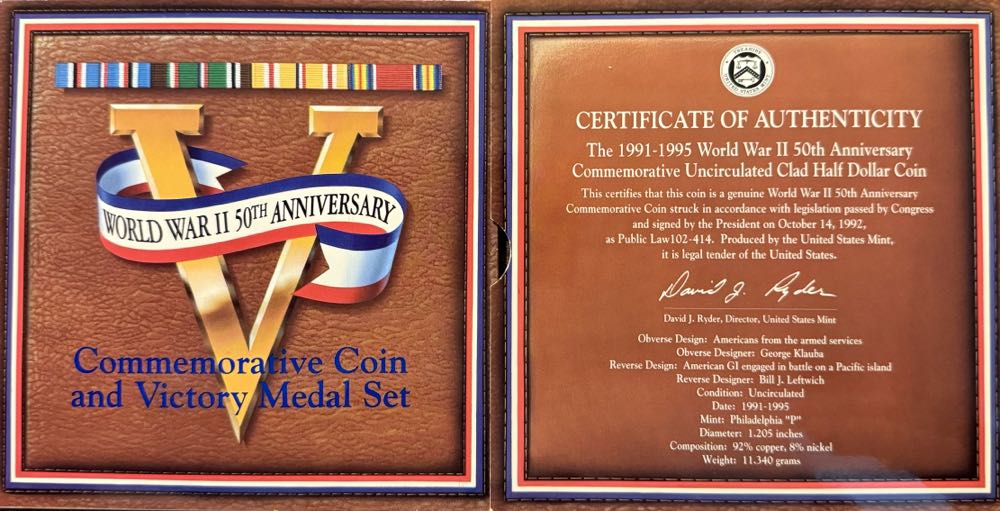 WORLD WAR II 50TH ANNIVERSARY
Commemorative Coin
and Victory Medal Set
CERTIFICATE OF AUTHENTICITY
The 1991-1995 World War II 50th Anniversary
Commemorative Uncirculated Clad Half Dollar Coin
This certifies that this coin is a genuine World War II 50th Anniversary
Commemorative Coin struck in accordance with legislation passed by Congress
and signed by the President on October 14, 1992,
as Public Law102-414. Produced by the United States Mint,
it is legal tender of the United States.
David J. Ryder
David J. Ryder, Director, United States Mint
Obverse Design: Americans from the armed services
Obverse Designer: George Klauba
Reverse Design: American GI engaged in battle on a Pacific island
Reverse Designer: Bill J. Leftwich
Condition: Uncirculated
Date: 1991-1995
Mint: Philadelphia "P"
Diameter: 1.205 inches
Composition: 92% copper, 8% nickel
Weight: 11.340 grams